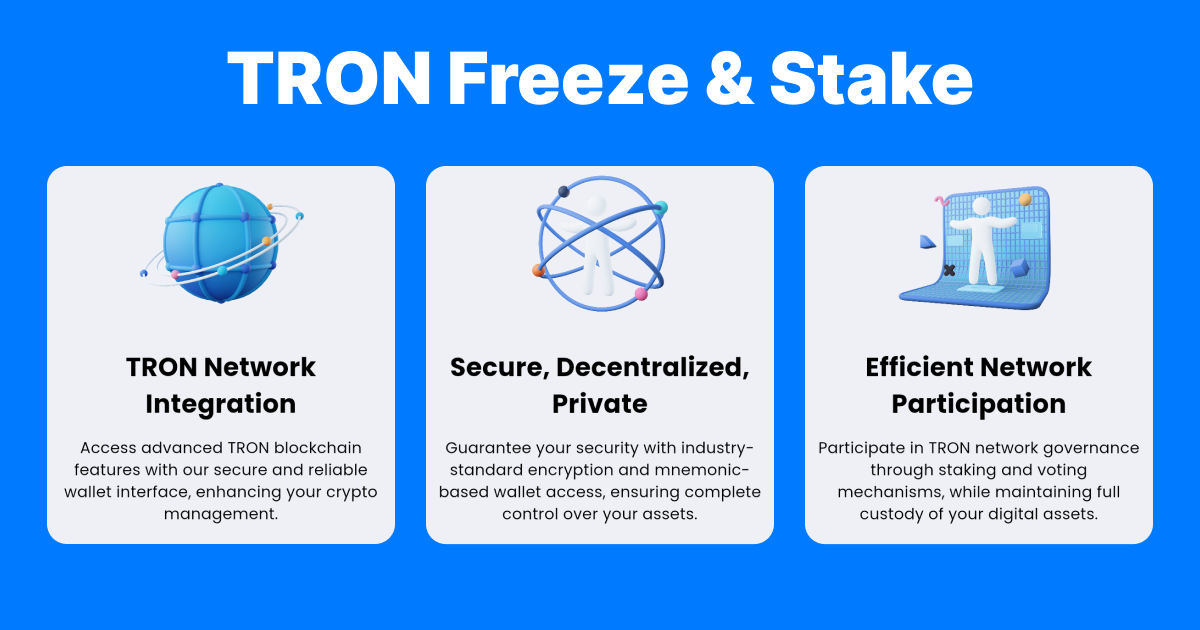 TRON Freeze & Stake
TRON Network
Integration
Access advanced TRON blockchain
features with our secure and reliable
wallet interface, enhancing your crypto
management.
Secure, Decentralized,
Private
Guarantee your security with industry-
standard encryption and mnemonic-
based wallet access, ensuring complete
control over your assets.
Efficient Network
Participation
Participate in TRON network governance
through staking and voting
mechanisms, while maintaining full
custody of your digital assets.